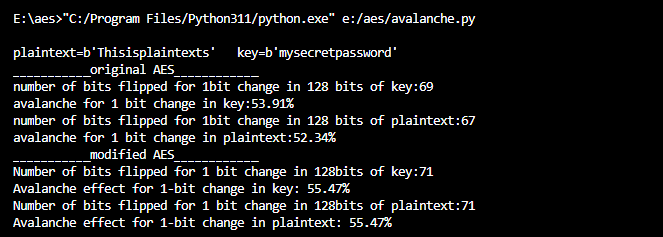 E:\aes>"C:/Program Files/Python311/python.exe" e:/aes/avalanche.py
plaintext=b'Thisisplaintexts' key=b'mysecretpassword'
___________original AES____________
number of bits flipped for 1bit change in 128 bits of key:69
avalanche for 1 bit change in key:53.91%
number of bits flipped for 1bit change in 128 bits of plaintext:67
avalanche for 1 bit change in plaintext:52.34%
___________modified AES____________
Number of bits flipped for 1 bit change in 128bits of key:71
Avalanche effect for 1-bit change in key: 55.47%
Number of bits flipped for 1 bit change in 128bits of plaintext:71
Avalanche effect for 1-bit change in plaintext: 55.47%